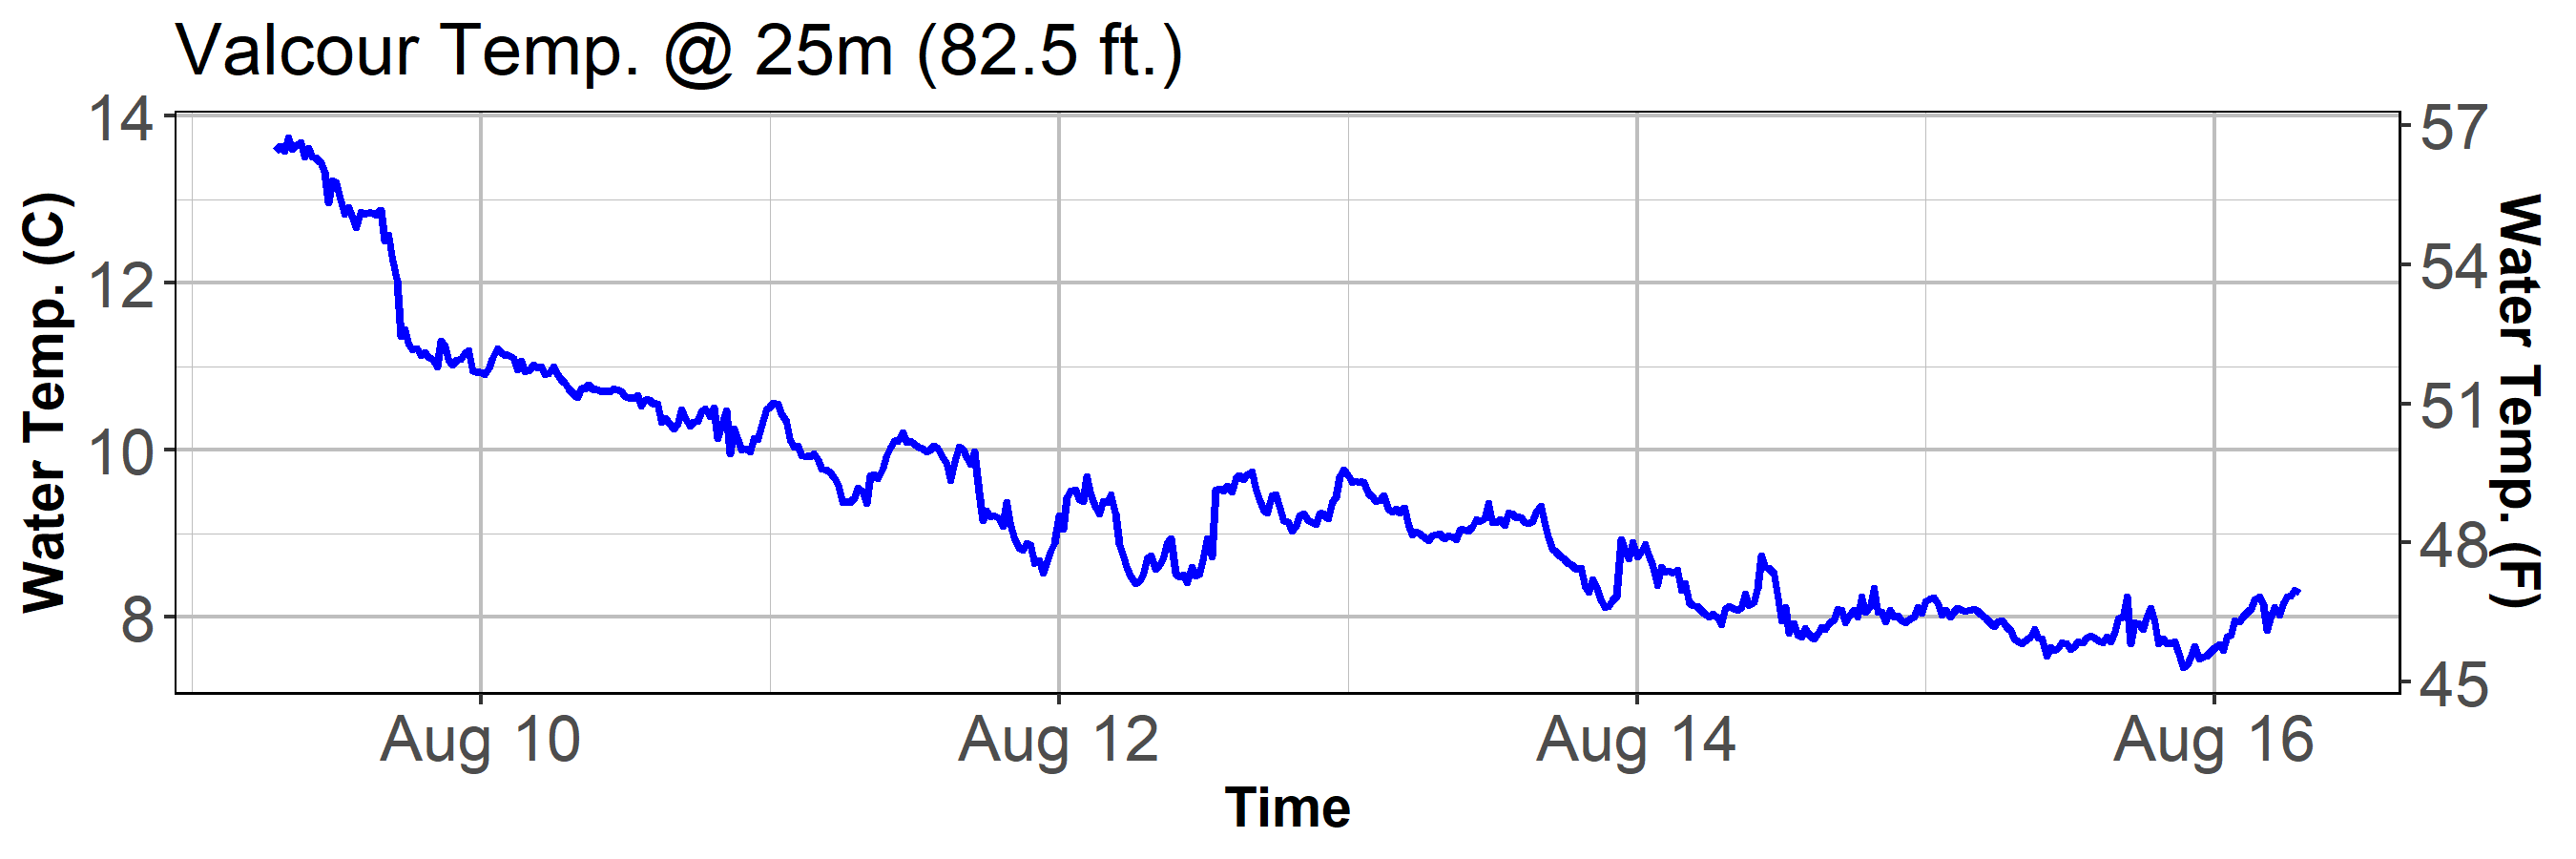 Valcour Temp. @ 25m (82.5 ft.)
14
12
10
8
Water Temp. (C)
57
54
51
48
45
Water Temp. (F)
Aug 10
Aug 12
Aug 14
Aug 16
Time